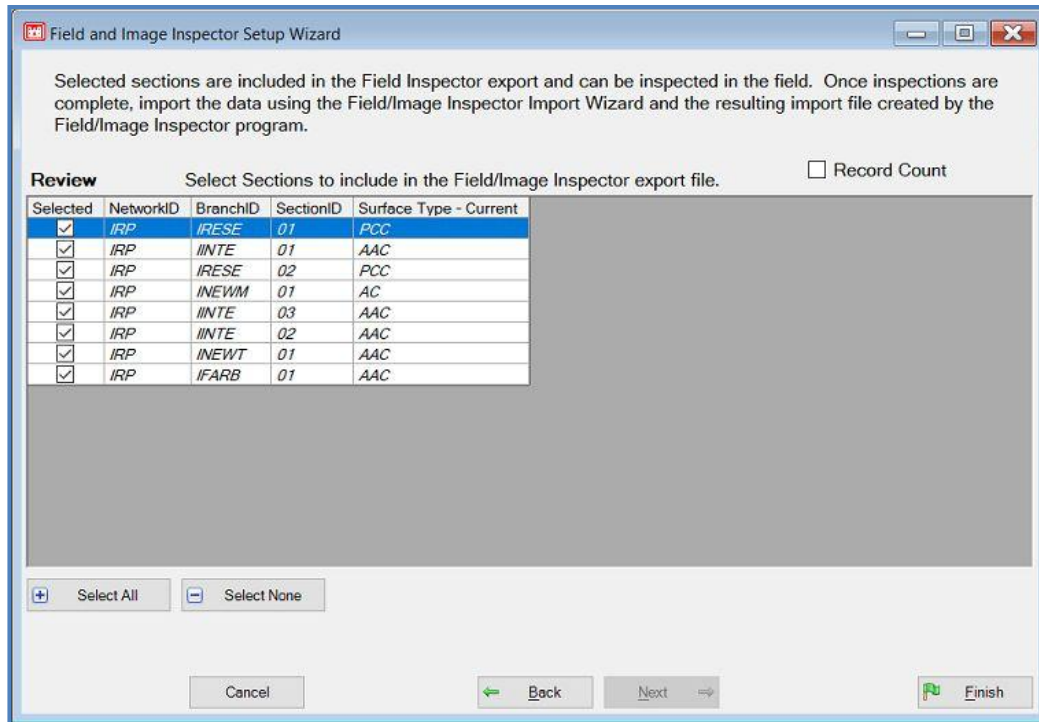 Field and Image Inspector Setup Wizard
Selected sections are included in the Field Inspector export and can be inspected in the field. Once inspections are
complete, import the data using the Field/Image Inspector Import Wizard and the resulting import file created by the
Field/Image Inspector program.
Record Count
Review Select Sections to include in the Field/Image Inspector export file.
Selected NetworkID BranchID SectionID Surface Type - Current
IRP IRESE 01 PCC
IRP IINTE 01 AAC
IRP IRESE 02 PCC
IRP INEWM 01 AC
IRP IINTE 03 AAC
IRP IINTE 02 AAC
IRP INEWT 01 AAC
IRP IFARB 01 AAC
Select All Select None
Cancel Back Next Finish